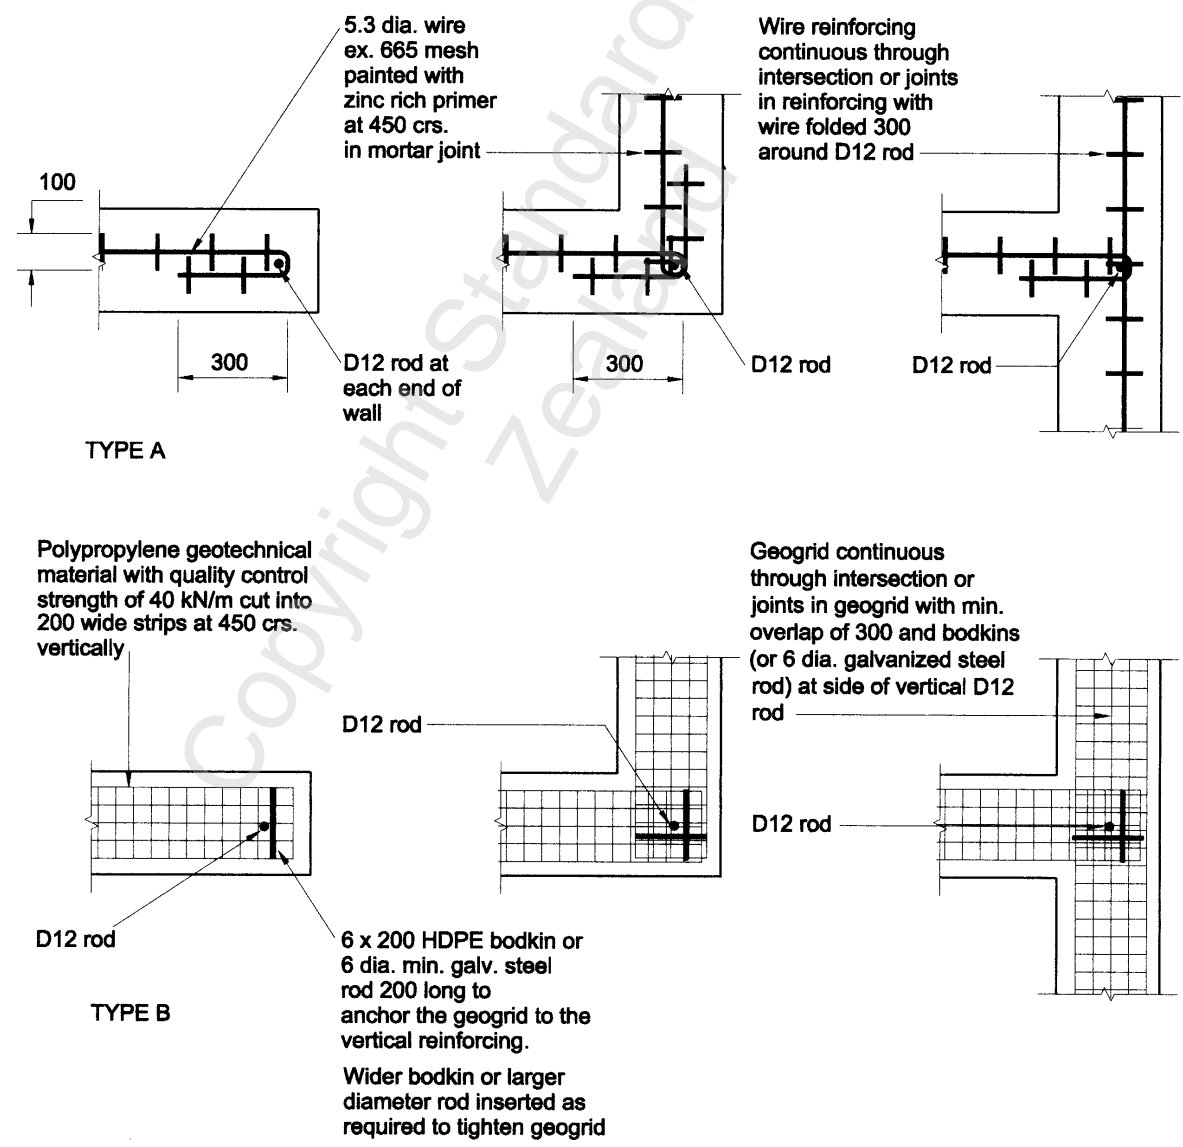 5.3 dia. wire
ex. 665 mesh
painted with
zinc rich primer
at 450 crs.
in mortar joint
Wire reinforcing
continuous through
intersection or joints
in reinforcing with
wire folded 300
around D12 rod
100
300
D12 rod at
each end of
wall
300
D12 rod
D12 rod
TYPE A
Polypropylene geotechnical
material with quality control
strength of 40 kN/m cut into
200 wide strips at 450 crs.
vertically
Geogrid continuous
through intersection or
joints in geogrid with min.
overlap of 300 and bodkins
(or 6 dia. galvanized steel
rod) at side of vertical D12
rod
D12 rod
D12 rod
D12 rod
6 x 200 HDPE bodkin or
6 dia. min. galv. steel
rod 200 long to
anchor the geogrid to the
vertical reinforcing.
TYPE B
Wider bodkin or larger
diameter rod inserted as
required to tighten geogrid
Copyright Standards
Zealand